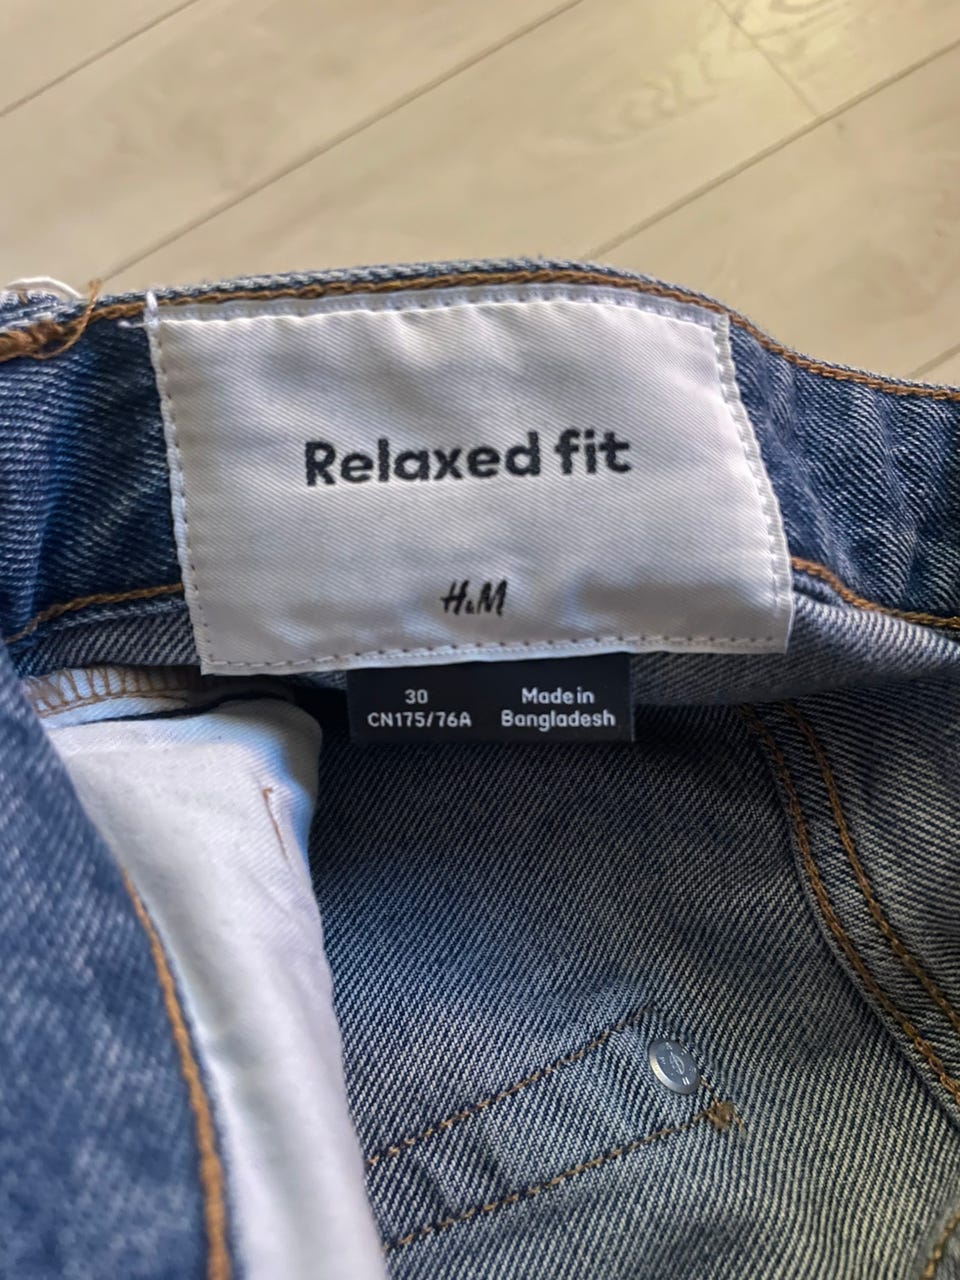 Relaxed fit
H&M
30
CN175/76A
Made in
Bangladesh